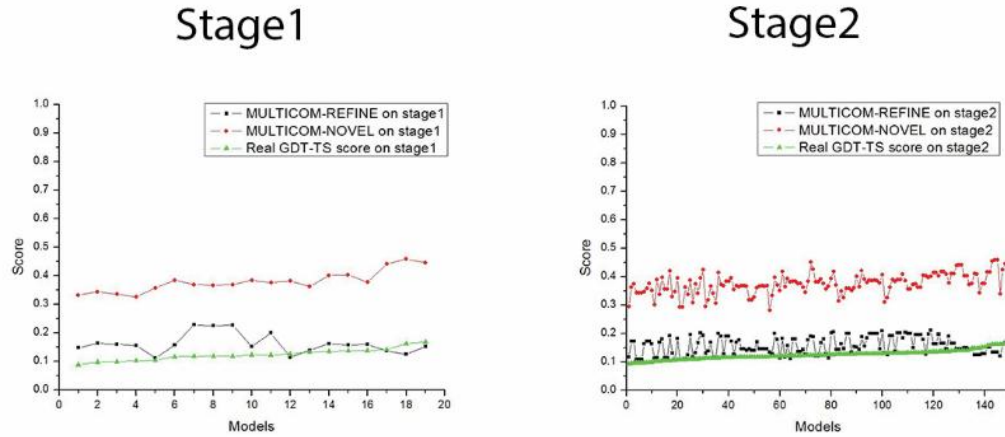 Stage1
Stage2
MULTICOM-REFINE on stage1
MULTICOM-NOVEL on stage1
Real GDT-TS score on stage1
1.0
0.9
0.8
0.7
0.6
0.5
0.4
0.3
0.2
0.1
0.0
Score
0 2 4 6 8 10 12 14 16 18 20
Models
MULTICOM-REFINE on stage2
MULTICOM-NOVEL on stage2
Real GDT-TS score on stage2
1.0
0.9
0.8
0.7
0.6
0.5
0.4
0.3
0.2
0.1
0.0
Score
0 20 40 60 80 100 120 140
Models